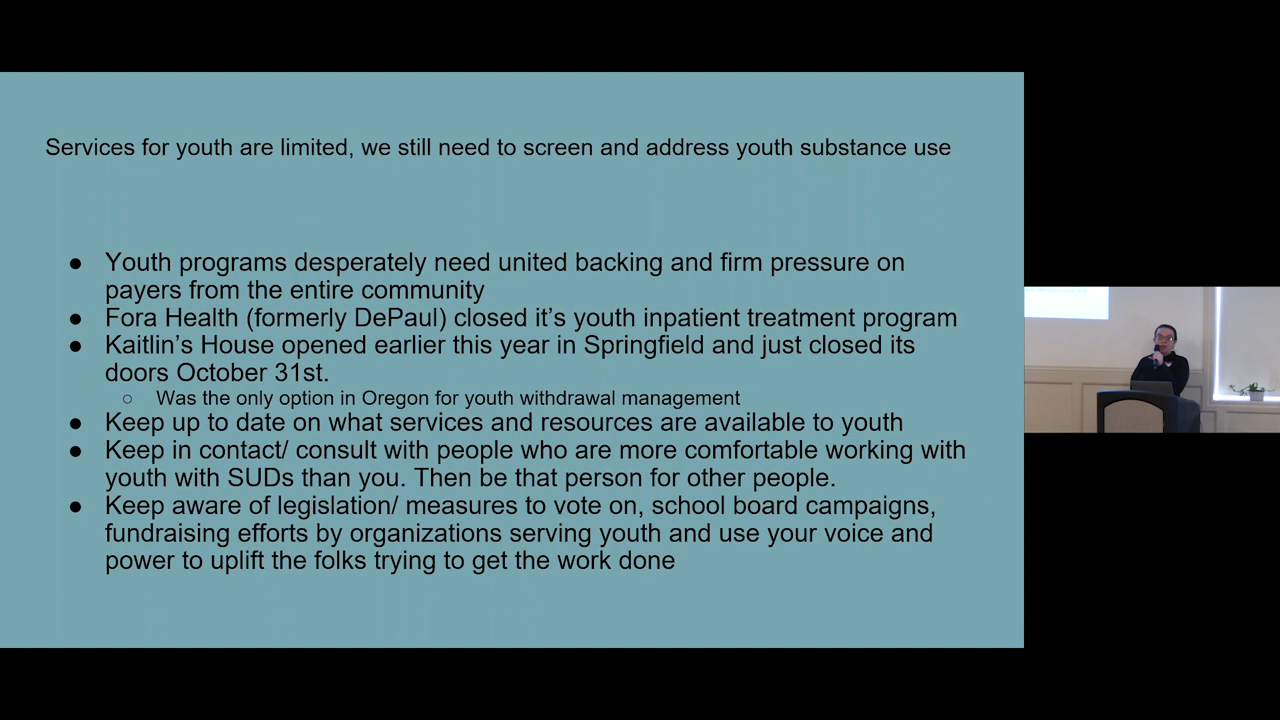 Services for youth are limited, we still need to screen and address youth substance use
● Youth programs desperately need united backing and firm pressure on
payers from the entire community
● Fora Health (formerly DePaul) closed it’s youth inpatient treatment program
● Kaitlin’s House opened earlier this year in Springfield and just closed its
doors October 31st.
○ Was the only option in Oregon for youth withdrawal management
● Keep up to date on what services and resources are available to youth
● Keep in contact/ consult with people who are more comfortable working with
youth with SUDs than you. Then be that person for other people.
● Keep aware of legislation/ measures to vote on, school board campaigns,
fundraising efforts by organizations serving youth and use your voice and
power to uplift the folks trying to get the work done